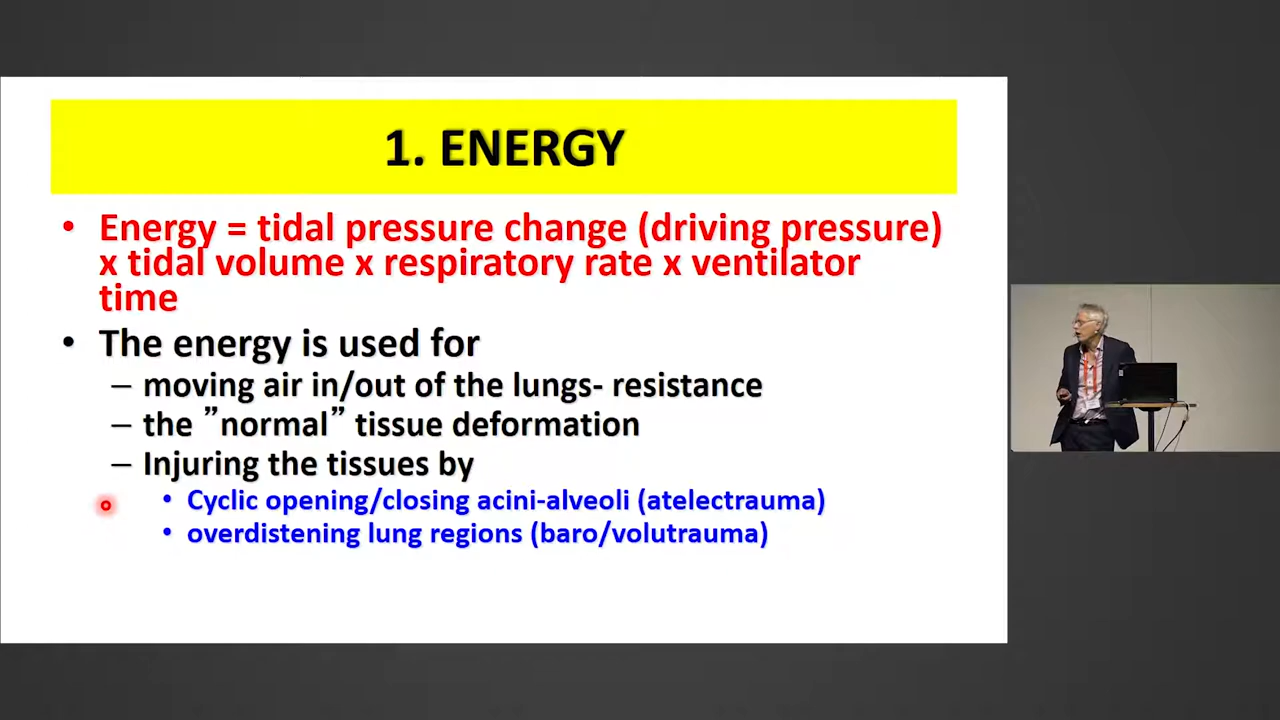 1. ENERGY
• Energy = tidal pressure change (driving pressure)
x tidal volume x respiratory rate x ventilator
time
• The energy is used for
– moving air in/out of the lungs- resistance
– the ”normal” tissue deformation
– Injuring the tissues by
• Cyclic opening/closing acini-alveoli (atelectrauma)
• overdistening lung regions (baro/volutrauma)